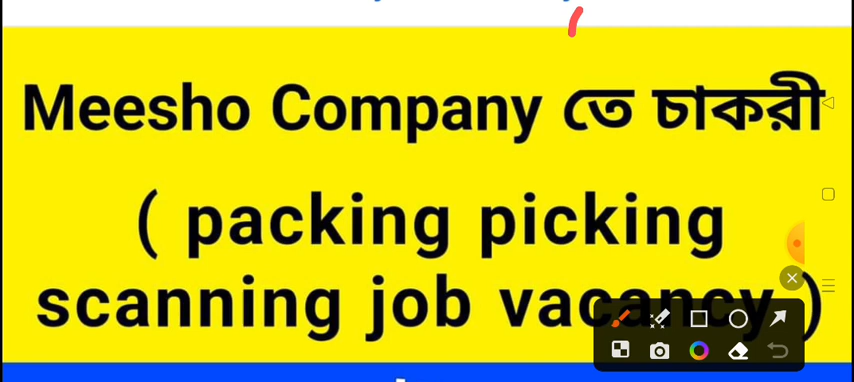 Meesho Company তে চাকরী
( packing picking
scanning job vacancy )